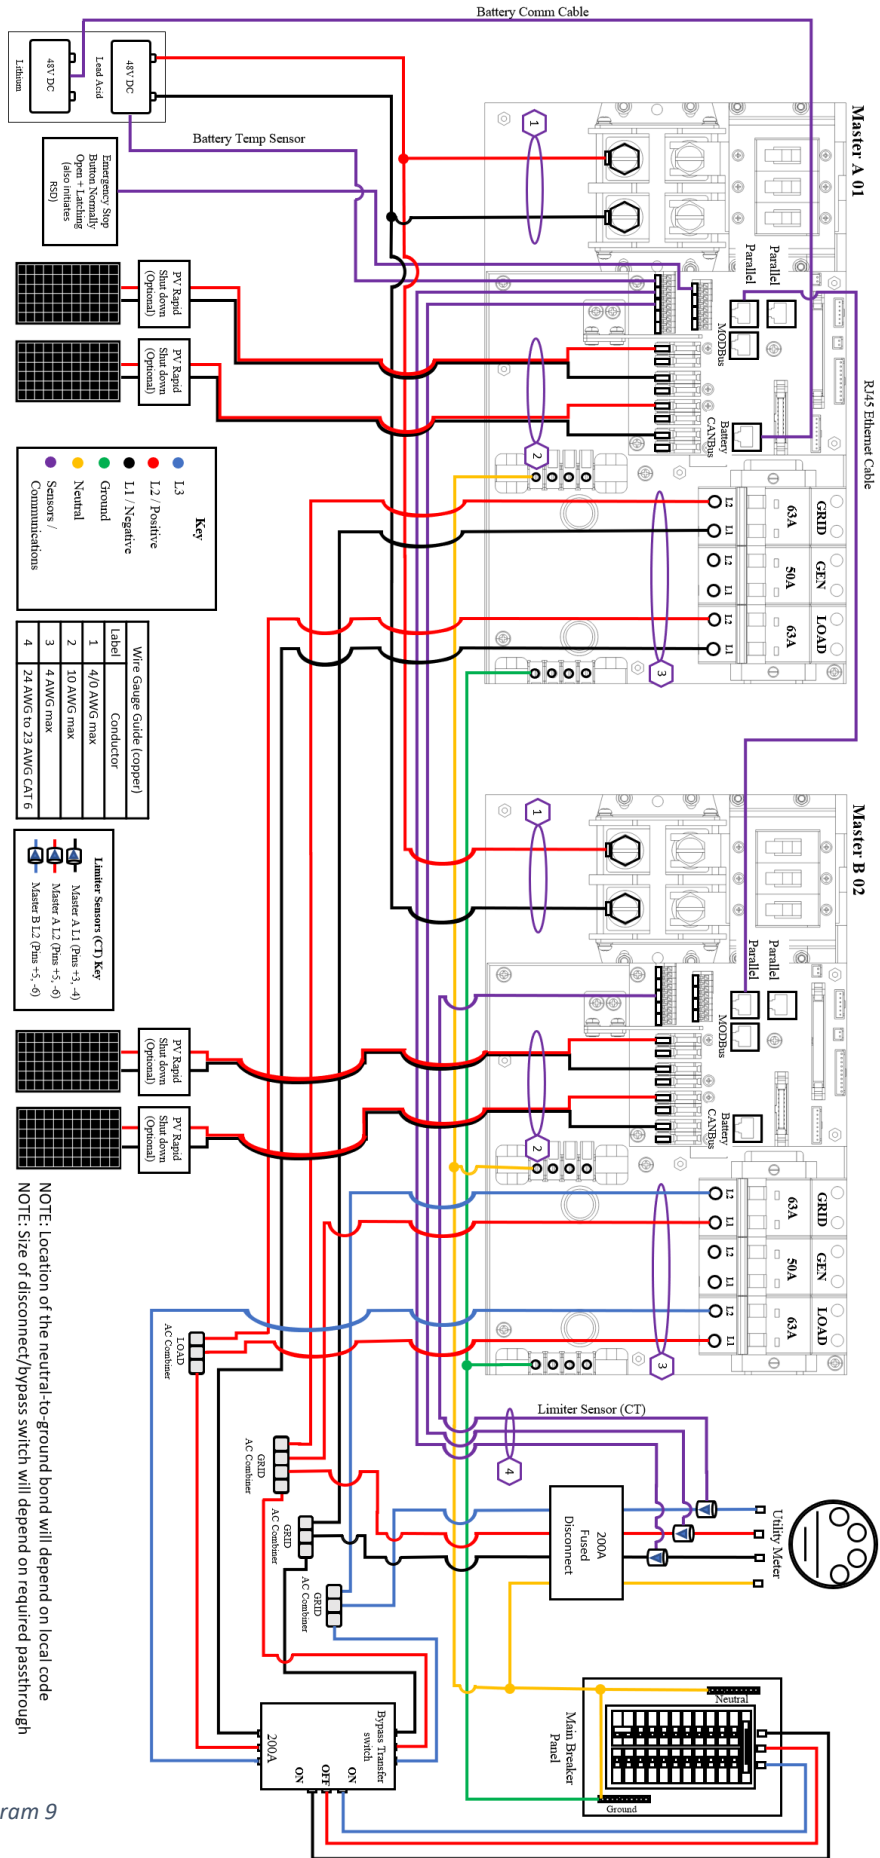 Battery Comm Cable
48V DC
Lithium
48V DC
Lead Acid
Battery Temp Sensor
Emergency Stop
Button Normally
Open + Latching
(also initiates
RSD)
Master A 01
1
Parallel
Parallel
MODBus
Battery
CANBus
RJ45 Ethernet Cable
PV Rapid
Shut down
(Optional)
PV Rapid
Shut down
(Optional)
2
GRID
63A
L2
L1
GEN
50A
L2
L1
LOAD
63A
L2
L1
3
Key
L3
L2 / Positive
L1 / Negative
Ground
Neutral
Sensors /
Communications
Wire Gauge Guide (copper)
Label Conductor
1 4/0 AWG max
2 10 AWG max
3 4 AWG max
4 24 AWG to 23 AWG CAT 6
Limiter Sensors (CT) Key
Master A L1 (Pins +3, -4)
Master A L2 (Pins +5, -6)
Master B L2 (Pins +5, -6)
Master B 02
1
Parallel
Parallel
MODBus
Battery
CANBus
PV Rapid
Shut down
(Optional)
PV Rapid
Shut down
(Optional)
2
GRID
63A
L2
L1
GEN
50A
L2
L1
LOAD
63A
L2
L1
3
LOAD
AC Combiner
GRID
AC Combiner
GRID
AC Combiner
GRID
AC Combiner
Limiter Sensor (CT)
4
200A
Fused
Disconnect
Utility Meter
Neutral
Main Breaker
Panel
Ground
Bypass Transfer
switch
200A
ON
OFF
ON
NOTE: Location of the neutral-to-ground bond will depend on local code
NOTE: Size of disconnect/bypass switch will depend on required passthrough
ram 9